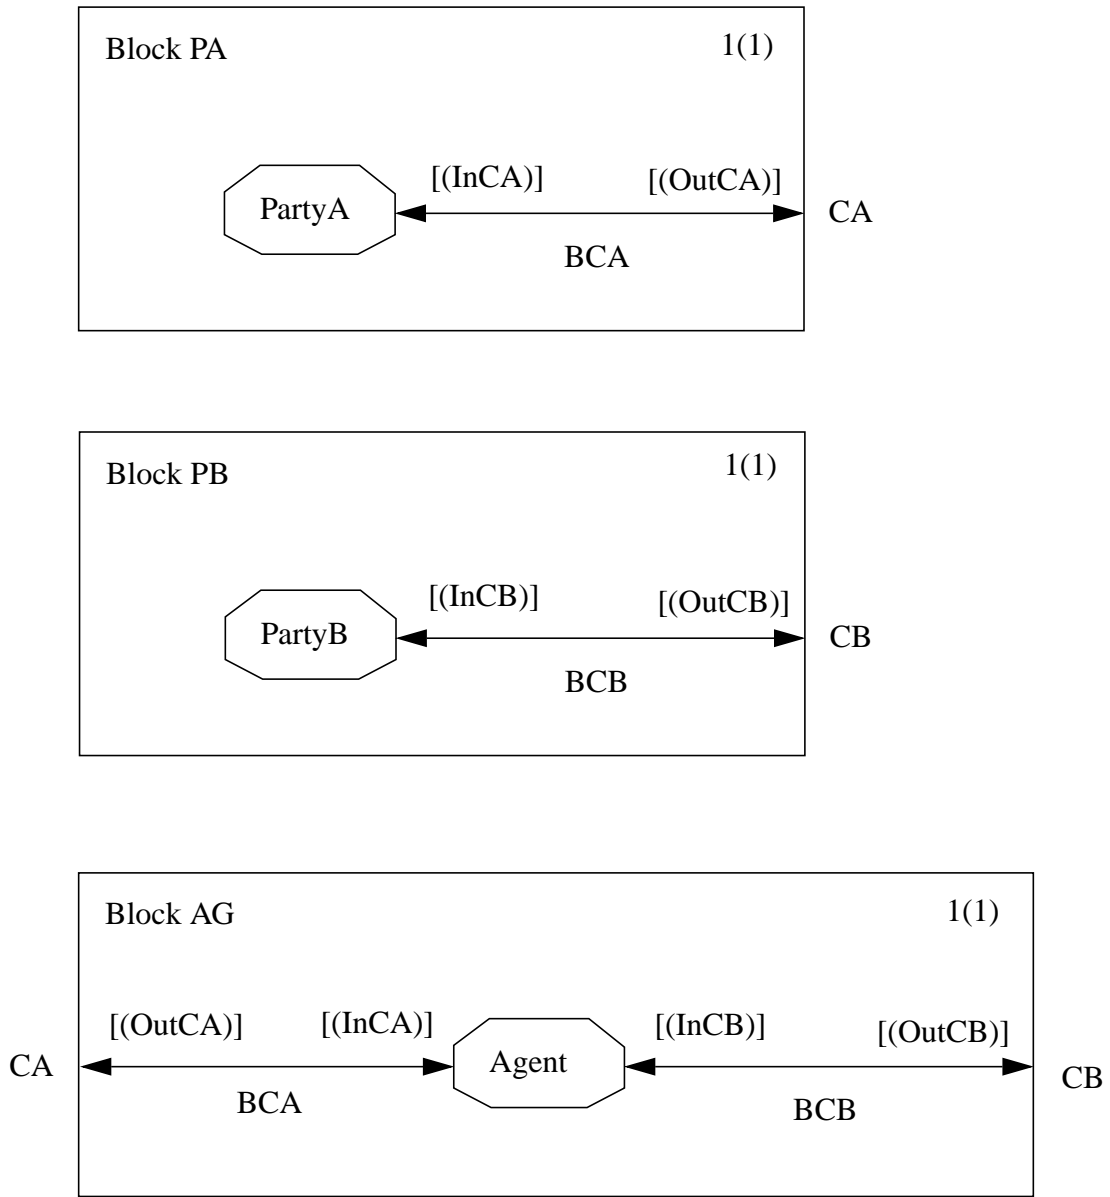 Block PA 1(1)
[(InCA)] [(OutCA)]
PartyA CA
BCA
Block PB 1(1)
[(InCB)] [(OutCB)]
PartyB CB
BCB
Block AG 1(1)
[(OutCA)] [(InCA)] [(InCB)] [(OutCB)]
CA Agent CB
BCA BCB